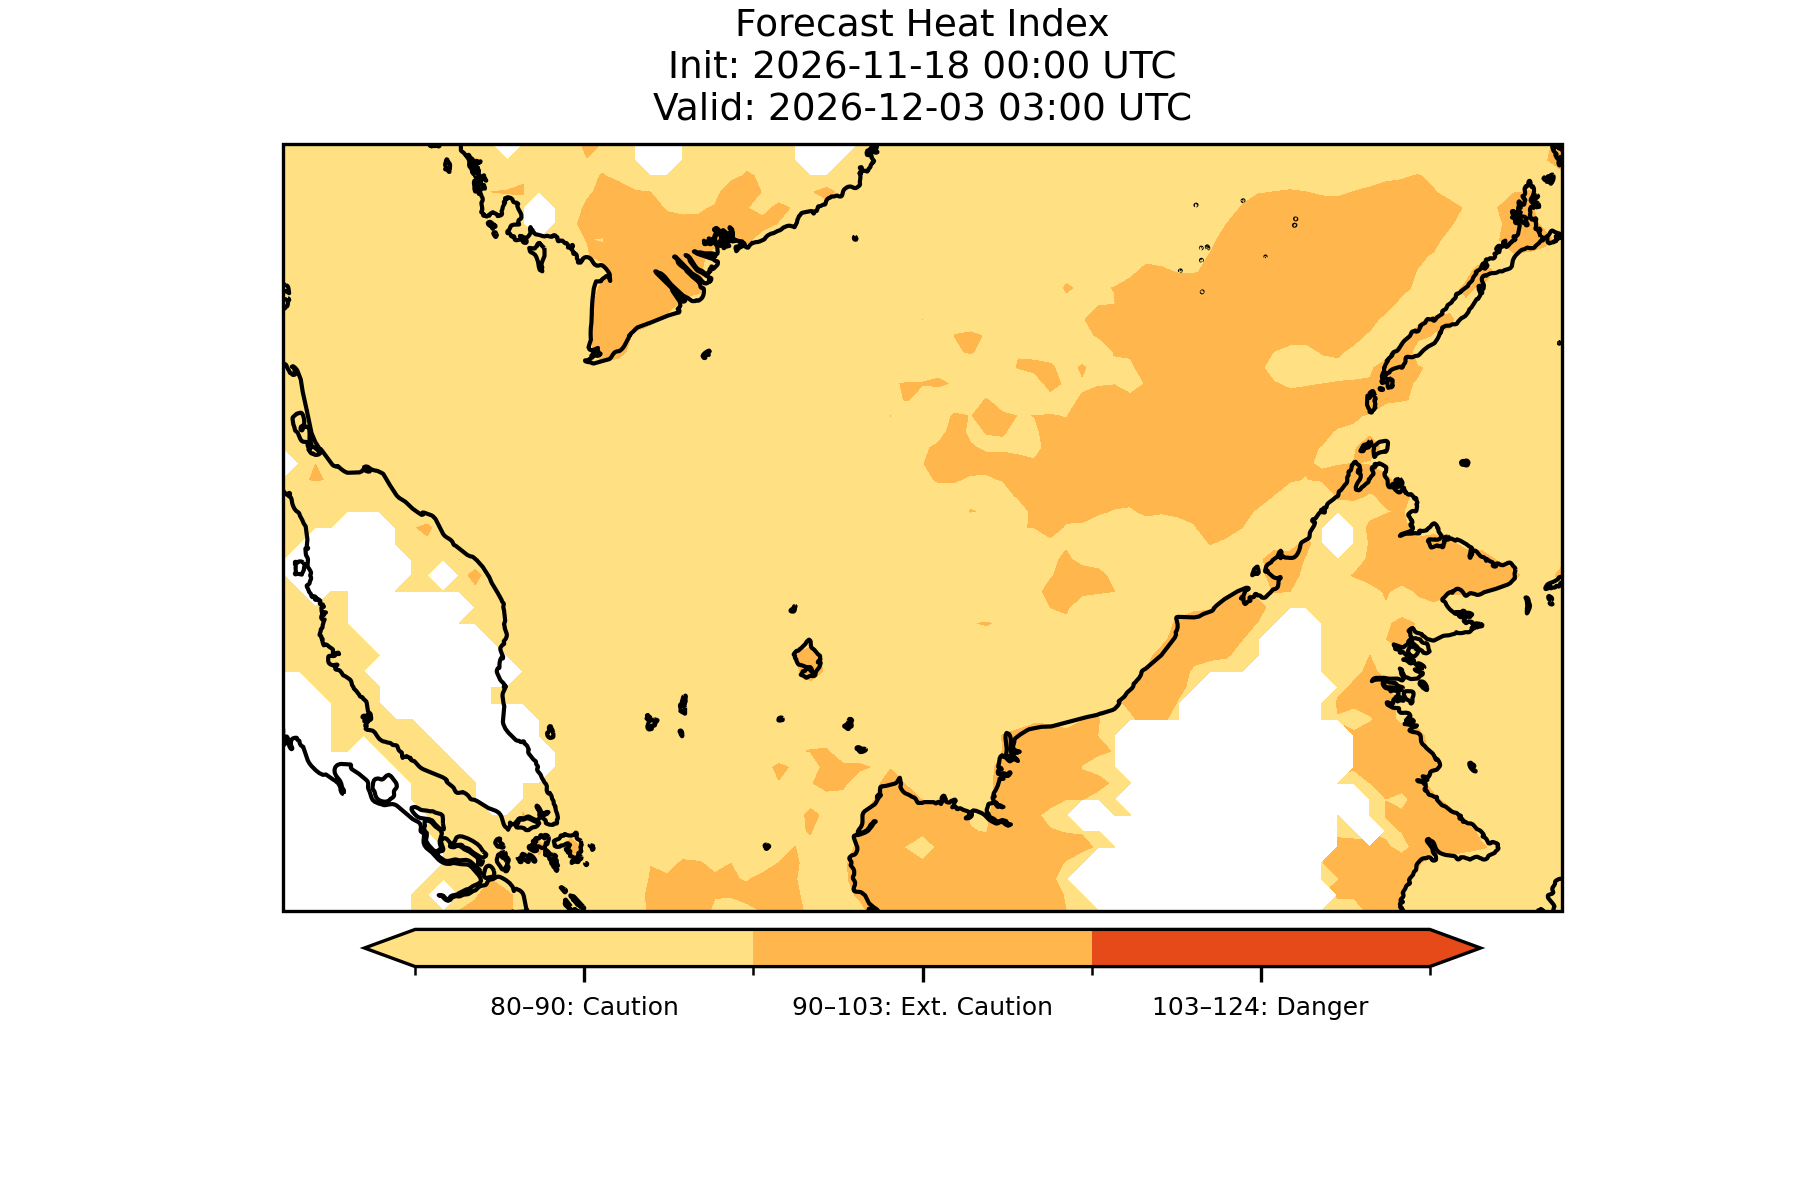 Forecast Heat Index
Init: 2026-11-18 00:00 UTC
Valid: 2026-12-03 03:00 UTC
80–90: Caution
90–103: Ext. Caution
103–124: Danger